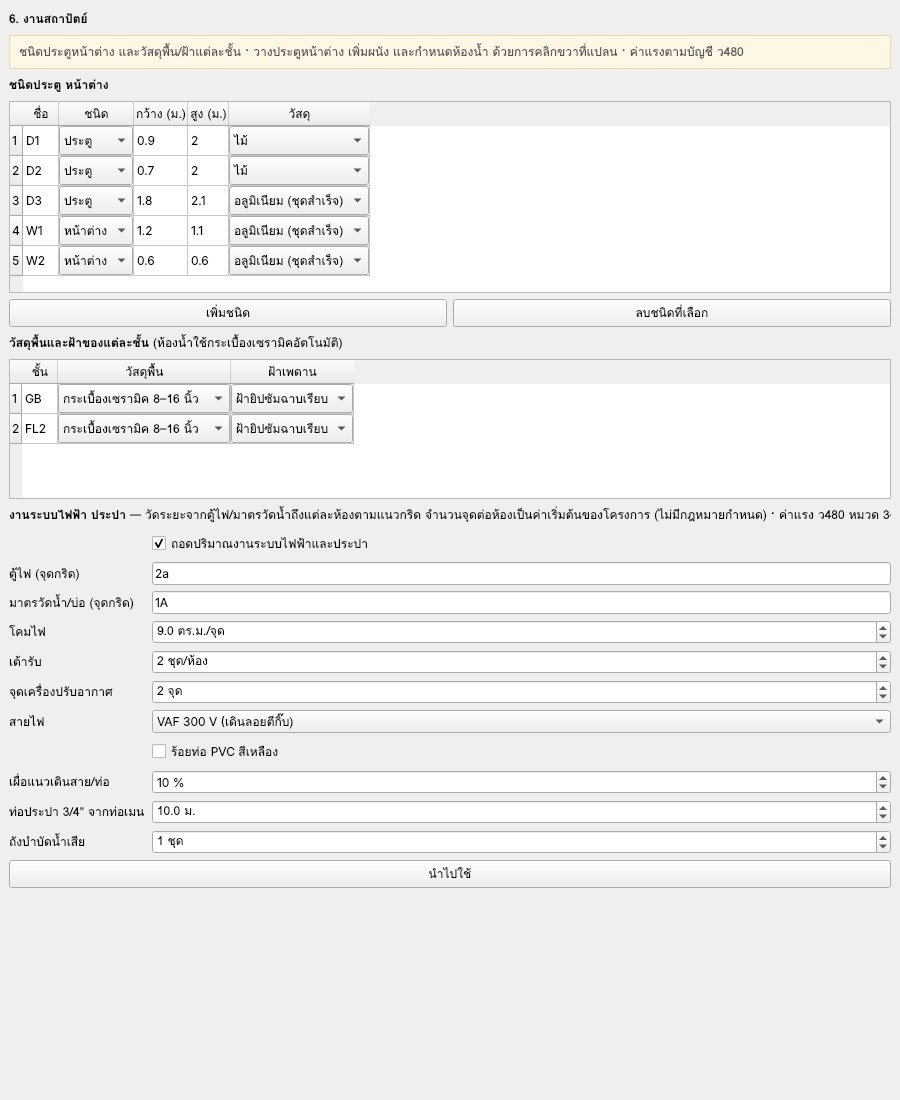 6. งานสถาปัตย์
ชนิดประตูหน้าต่าง และวัสดุพื้น/ฝ้าแต่ละชั้น · วางประตูหน้าต่าง เพิ่มผนัง และกำหนดห้องน้ำ ด้วยการคลิกขวาที่แปลน · ค่าแรงตามบัญชี ว480
ชนิดประตู หน้าต่าง
ชื่อ ชนิด กว้าง (ม.) สูง (ม.) วัสดุ
1 D1 ประตู 0.9 2 ไม้
2 D2 ประตู 0.7 2 ไม้
3 D3 ประตู 1.8 2.1 อลูมิเนียม (ชุดสำเร็จ)
4 W1 หน้าต่าง 1.2 1.1 อลูมิเนียม (ชุดสำเร็จ)
5 W2 หน้าต่าง 0.6 0.6 อลูมิเนียม (ชุดสำเร็จ)
เพิ่มชนิด ลบชนิดที่เลือก
วัสดุพื้นและฝ้าของแต่ละชั้น (ห้องน้ำใช้กระเบื้องเซรามิคอัตโนมัติ)
ชั้น วัสดุพื้น ฝ้าเพดาน
1 GB กระเบื้องเซรามิค 8–16 นิ้ว ฝ้ายิปซัมฉาบเรียบ
2 FL2 กระเบื้องเซรามิค 8–16 นิ้ว ฝ้ายิปซัมฉาบเรียบ
งานระบบไฟฟ้า ประปา — วัดระยะจากตู้ไฟ/มาตรวัดน้ำถึงแต่ละห้องตามแนวกริด จำนวนจุดต่อห้องเป็นค่าเริ่มต้นของโครงการ (ไม่มีกฎหมายกำหนด) · ค่าแรง ว480 หมวด 3
ถอดปริมาณงานระบบไฟฟ้าและประปา
ตู้ไฟ (จุดกริด) 2a
มาตรวัดน้ำ/บ่อ (จุดกริด) 1A
โคมไฟ 9.0 ตร.ม./จุด
เต้ารับ 2 ชุด/ห้อง
จุดเครื่องปรับอากาศ 2 จุด
สายไฟ VAF 300 V (เดินลอยตีกิ๊บ)
ร้อยท่อ PVC สีเหลือง
เผื่อแนวเดินสาย/ท่อ 10 %
ท่อประปา 3/4" จากท่อเมน 10.0 ม.
ถังบำบัดน้ำเสีย 1 ชุด
นำไปใช้